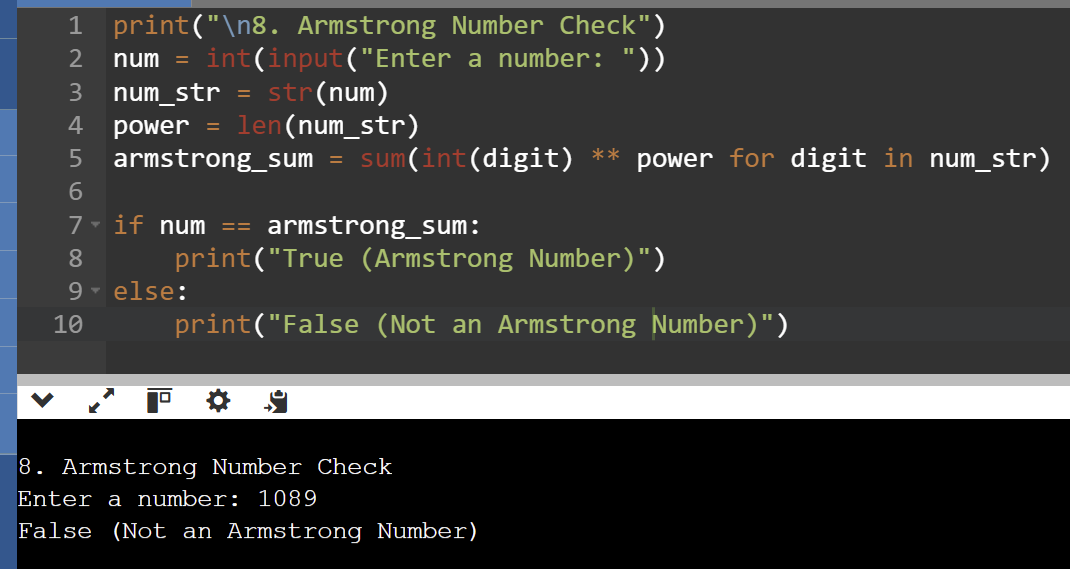 1 print("\n8. Armstrong Number Check")
2 num = int(input("Enter a number: "))
3 num_str = str(num)
4 power = len(num_str)
5 armstrong_sum = sum(int(digit) ** power for digit in num_str)
6
7 if num == armstrong_sum:
8     print("True (Armstrong Number)")
9 else:
10     print("False (Not an Armstrong Number)")
8. Armstrong Number Check
Enter a number: 1089
False (Not an Armstrong Number)